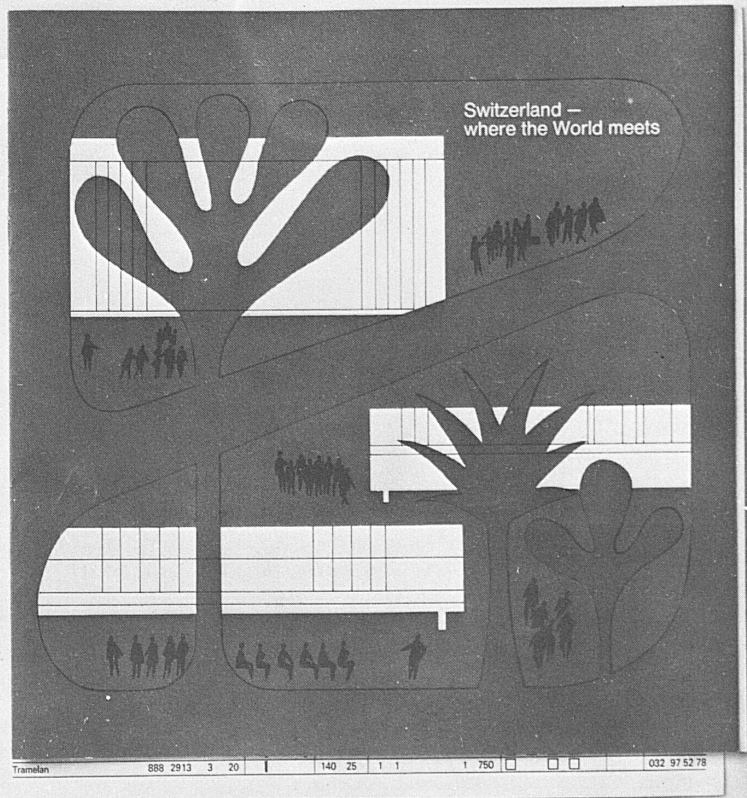 Switzerland –
where the World meets
Tramelan 888 2913 3 20 140 25 1 1 1 750 032 97 52 78